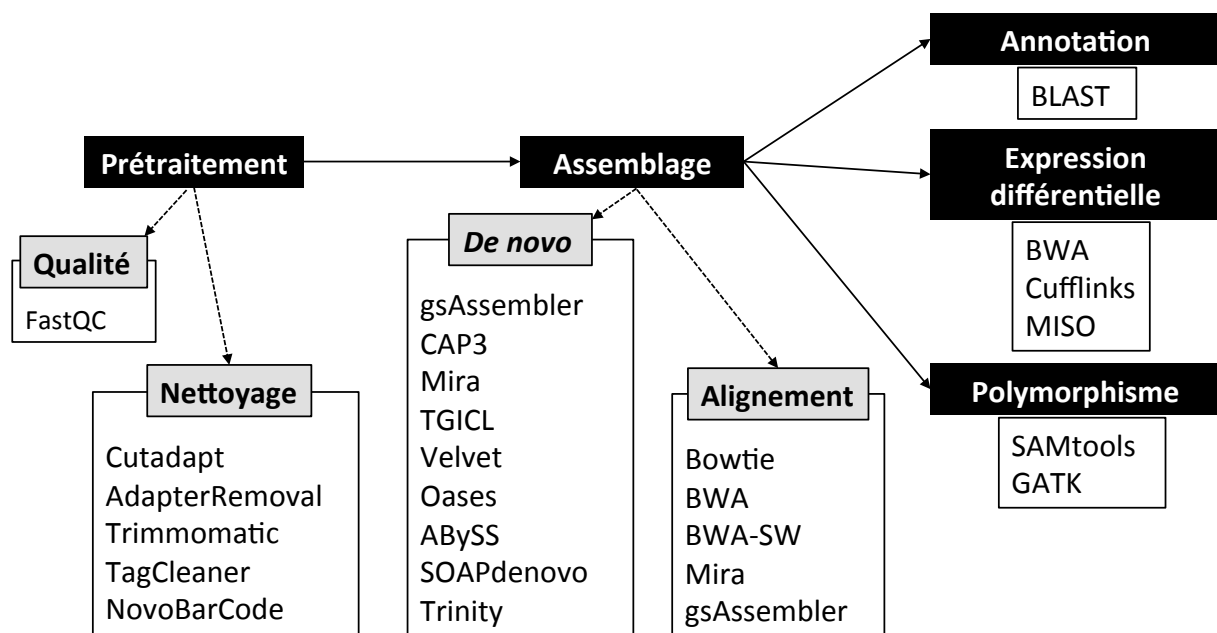 Prétraitement
Qualité
FastQC
Nettoyage
Cutadapt
AdapterRemoval
Trimmomatic
TagCleaner
NovoBarCode
Assemblage
De novo
gsAssembler
CAP3
Mira
TGICL
Velvet
Oases
ABySS
SOAPdenovo
Trinity
Alignement
Bowtie
BWA
BWA-SW
Mira
gsAssembler
Annotation
BLAST
Expression
différentielle
BWA
Cufflinks
MISO
Polymorphisme
SAMtools
GATK